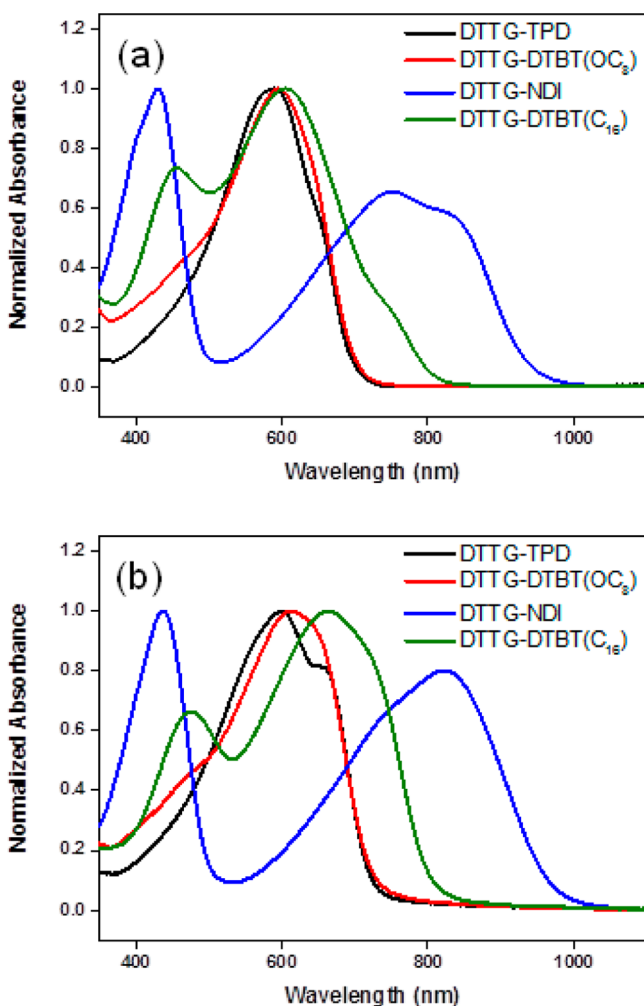 (a)
DTTG-TPD
DTTG-DTBT(OC₈)
DTTG-NDI
DTTG-DTBT(C₁₆)
1.2
1.0
0.8
0.6
0.4
0.2
0.0
Normalized Absorbance
400 600 800 1000
Wavelength (nm)
(b)
DTTG-TPD
DTTG-DTBT(OC₈)
DTTG-NDI
DTTG-DTBT(C₁₆)
1.2
1.0
0.8
0.6
0.4
0.2
0.0
Normalized Absorbance
400 600 800 1000
Wavelength (nm)